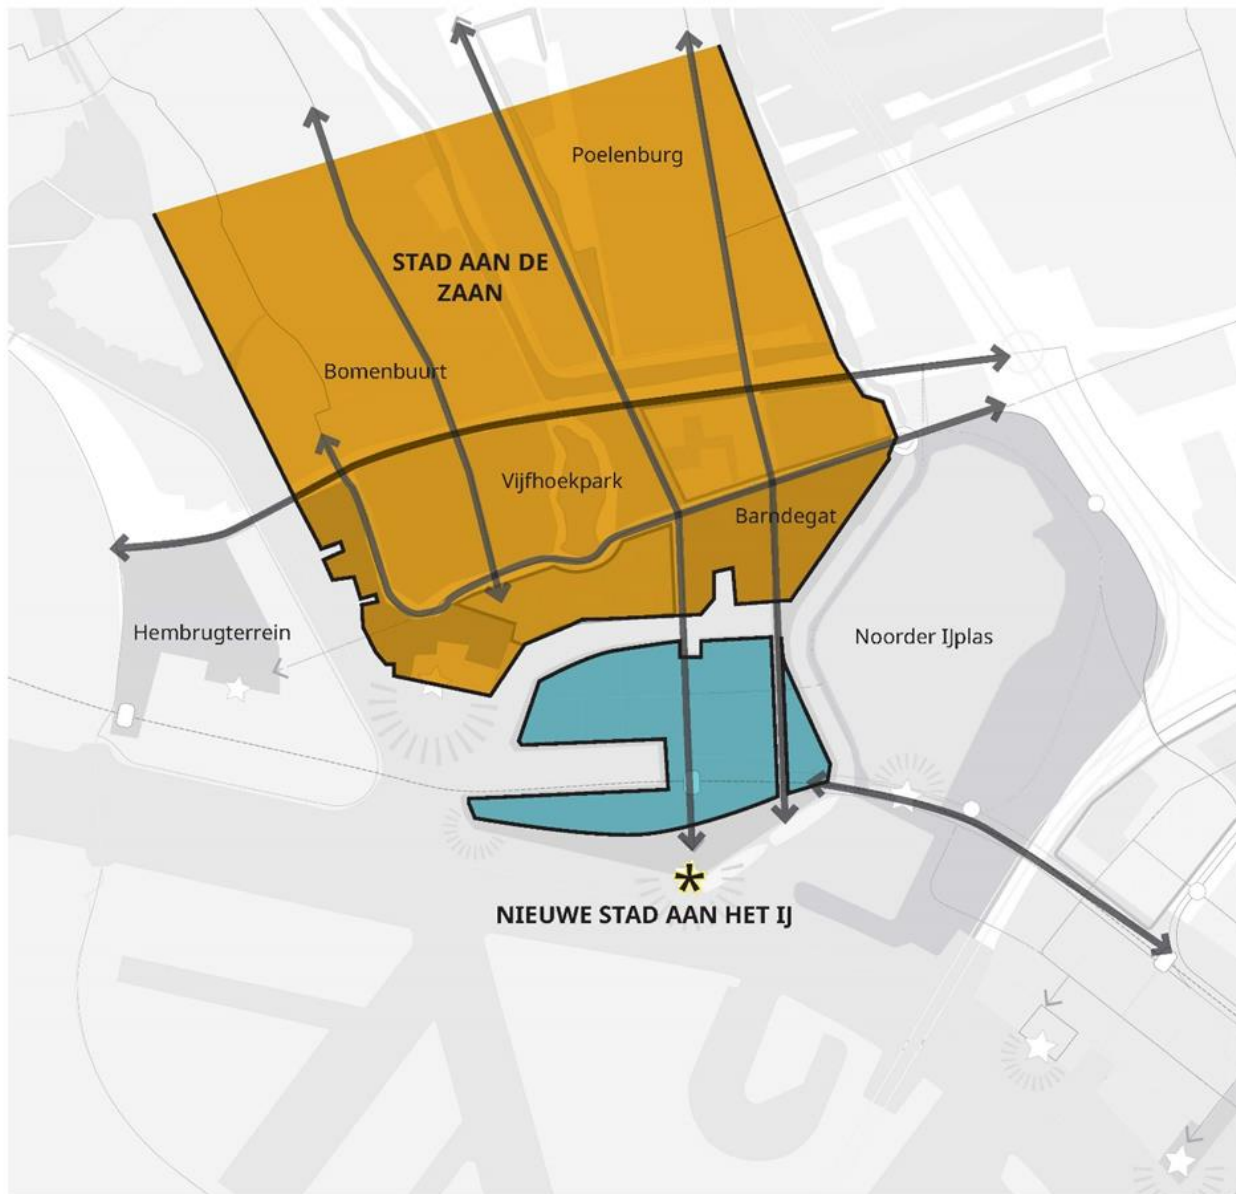 Poelenburg
STAD AAN DE
ZAAN
Bomenbuurt
Vijfhoekpark
Barndegat
Hembrugterrein
Noorder IJplas
NIEUWE STAD AAN HET IJ